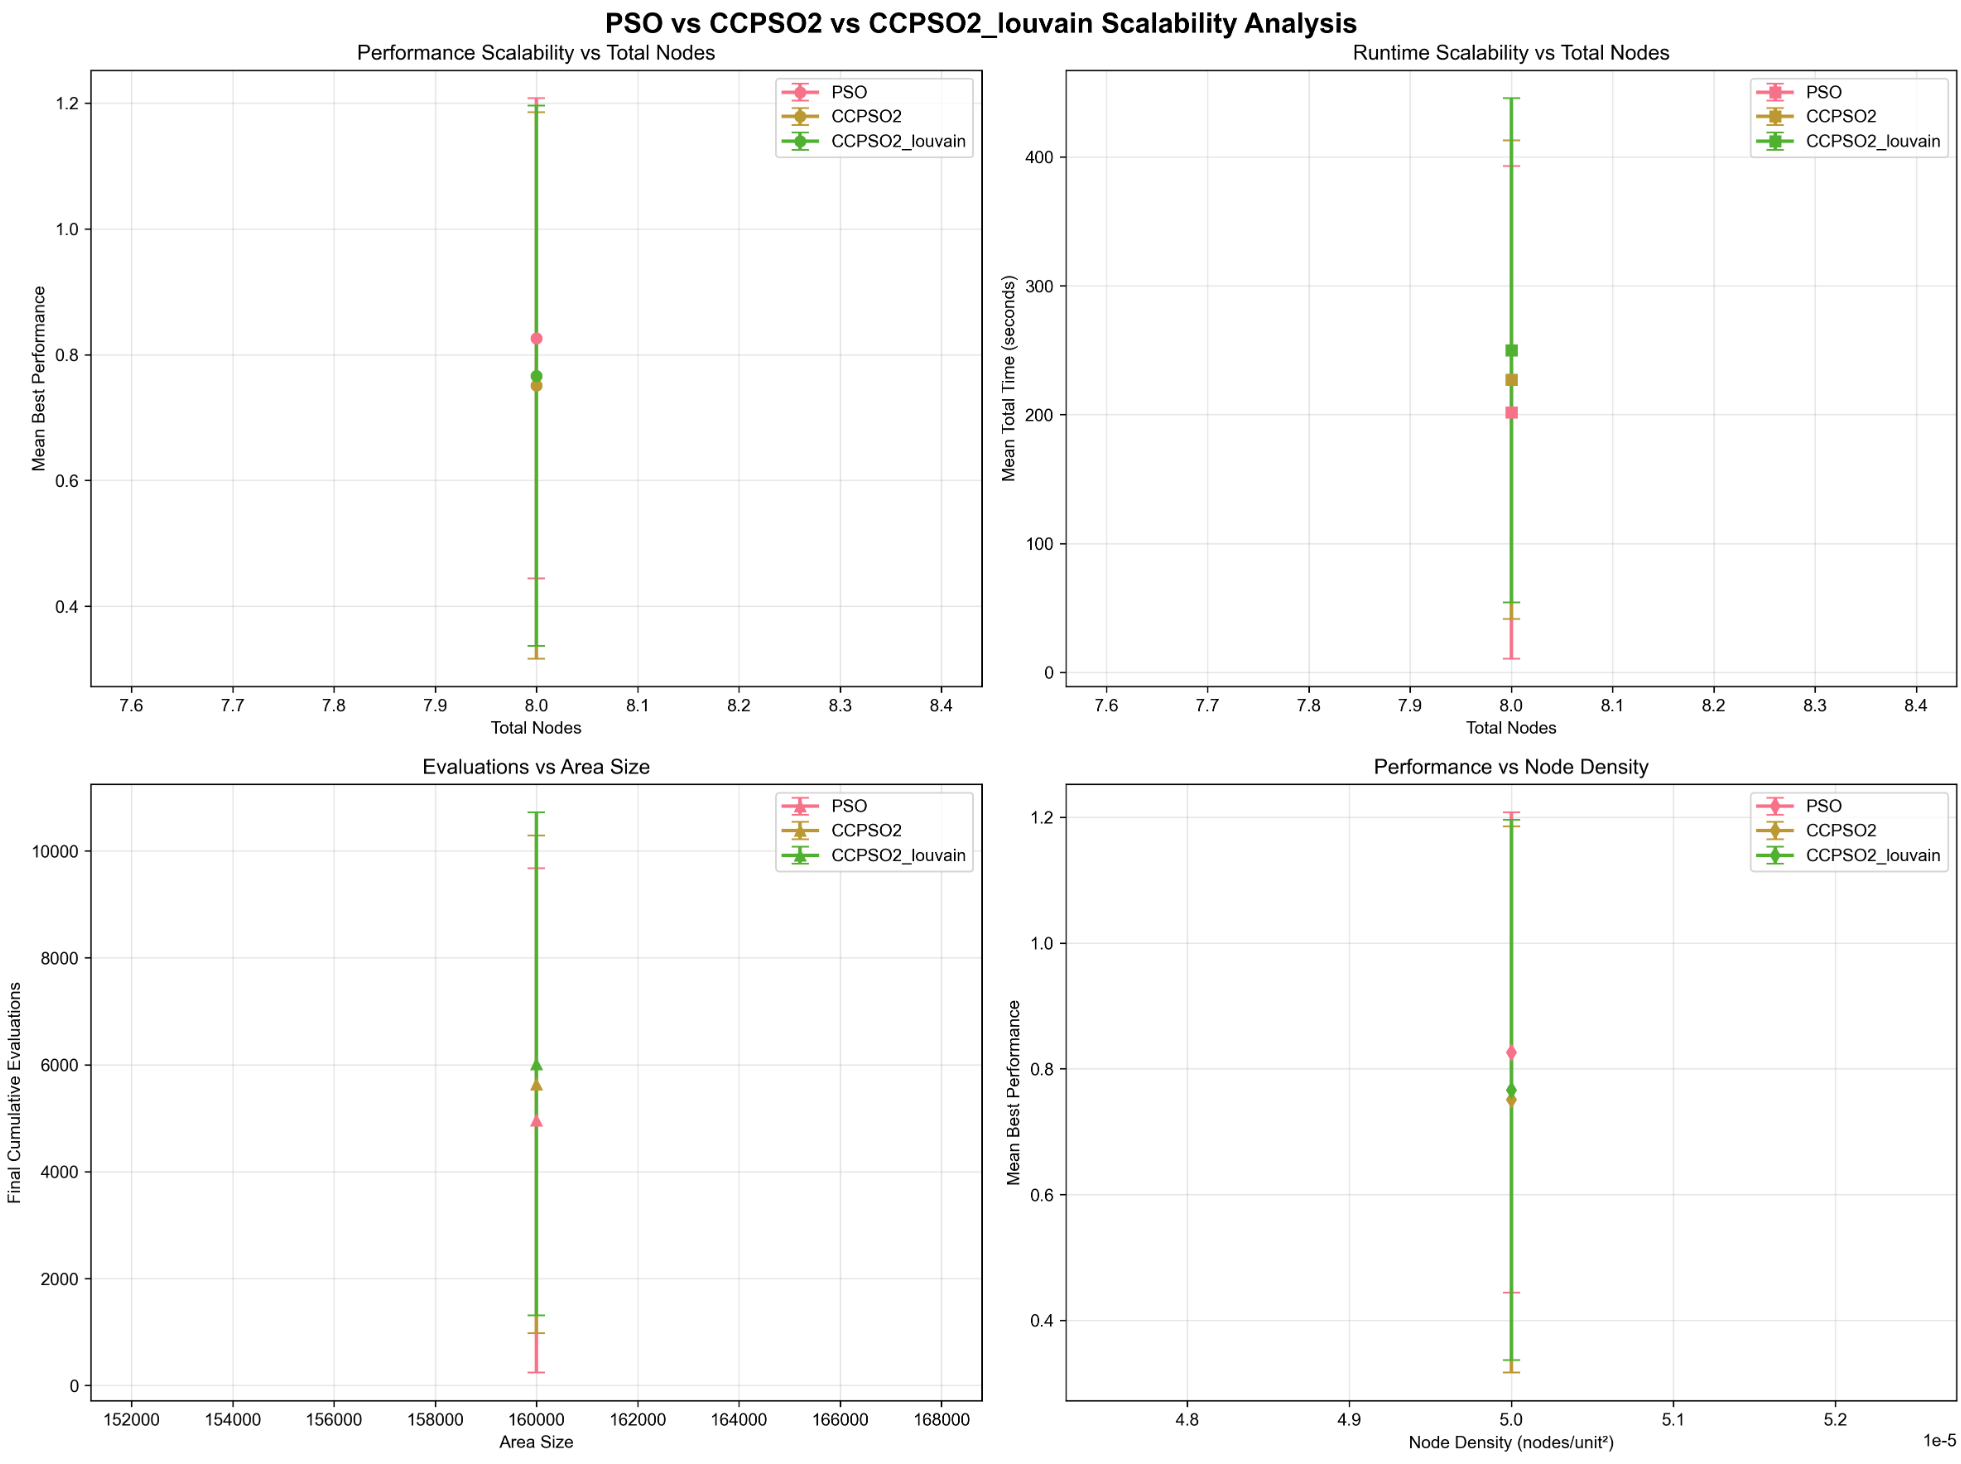 PSO vs CCPSO2 vs CCPSO2_louvain Scalability Analysis
Performance Scalability vs Total Nodes
PSO
CCPSO2
CCPSO2_louvain
1.2
1.0
0.8
0.6
0.4
Mean Best Performance
7.6 7.7 7.8 7.9 8.0 8.1 8.2 8.3 8.4
Total Nodes
Runtime Scalability vs Total Nodes
PSO
CCPSO2
CCPSO2_louvain
400
300
200
100
0
Mean Total Time (seconds)
7.6 7.7 7.8 7.9 8.0 8.1 8.2 8.3 8.4
Total Nodes
Evaluations vs Area Size
PSO
CCPSO2
CCPSO2_louvain
10000
8000
6000
4000
2000
0
Final Cumulative Evaluations
152000 154000 156000 158000 160000 162000 164000 166000 168000
Area Size
Performance vs Node Density
PSO
CCPSO2
CCPSO2_louvain
1.2
1.0
0.8
0.6
0.4
Mean Best Performance
4.8 4.9 5.0 5.1 5.2
1e-5
Node Density (nodes/unit²)